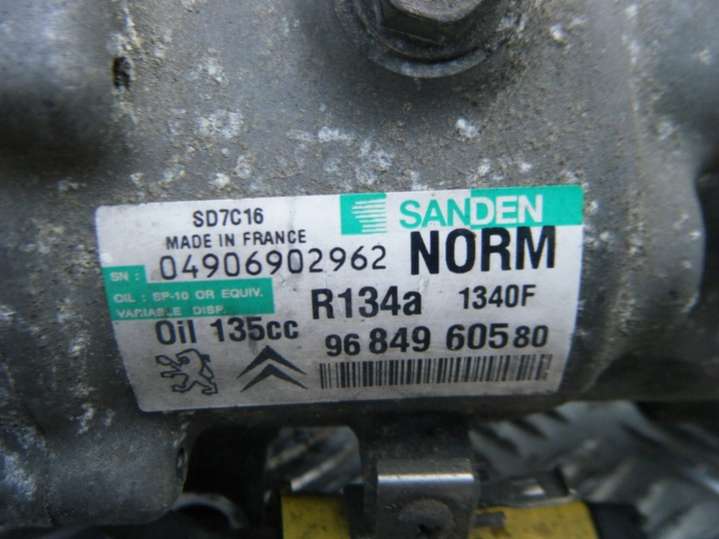 SD7C16 SANDEN
MADE IN FRANCE NORM
SN : 04906902962
OIL : SP-10 OR EQUIV. R134a 1340F
VARIABLE DISP.
Oil 135cc 96 849 605 80